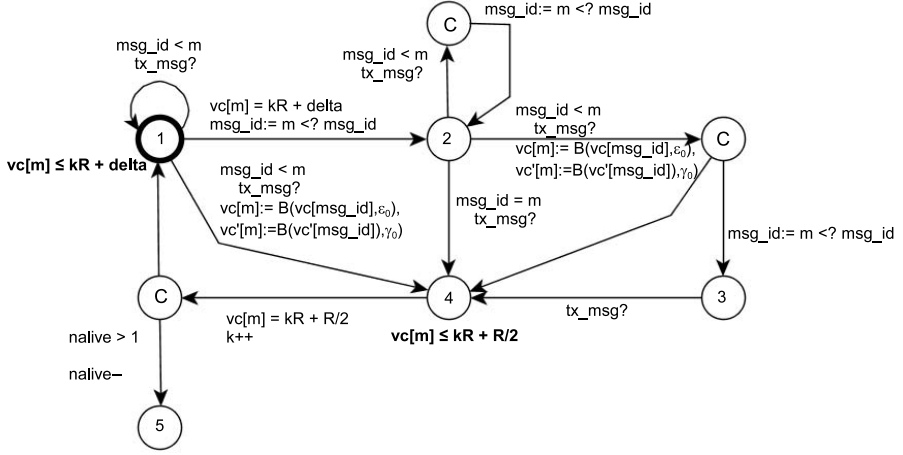 C
msg_id:= m <? msg_id
msg_id < m
tx_msg?
msg_id < m
tx_msg?
vc[m] = kR + delta
msg_id:= m <? msg_id
1
2
msg_id < m
tx_msg?
vc[m]:= B(vc[msg_id],ε₀),
vc'[m]:=B(vc'[msg_id]),γ₀)
C
vc[m] ≤ kR + delta
msg_id < m
tx_msg?
vc[m]:= B(vc[msg_id],ε₀),
vc'[m]:=B(vc'[msg_id]),γ₀)
msg_id = m
tx_msg?
msg_id:= m <? msg_id
C
4
3
vc[m] = kR + R/2
k++
vc[m] ≤ kR + R/2
tx_msg?
nalive > 1
nalive–
5